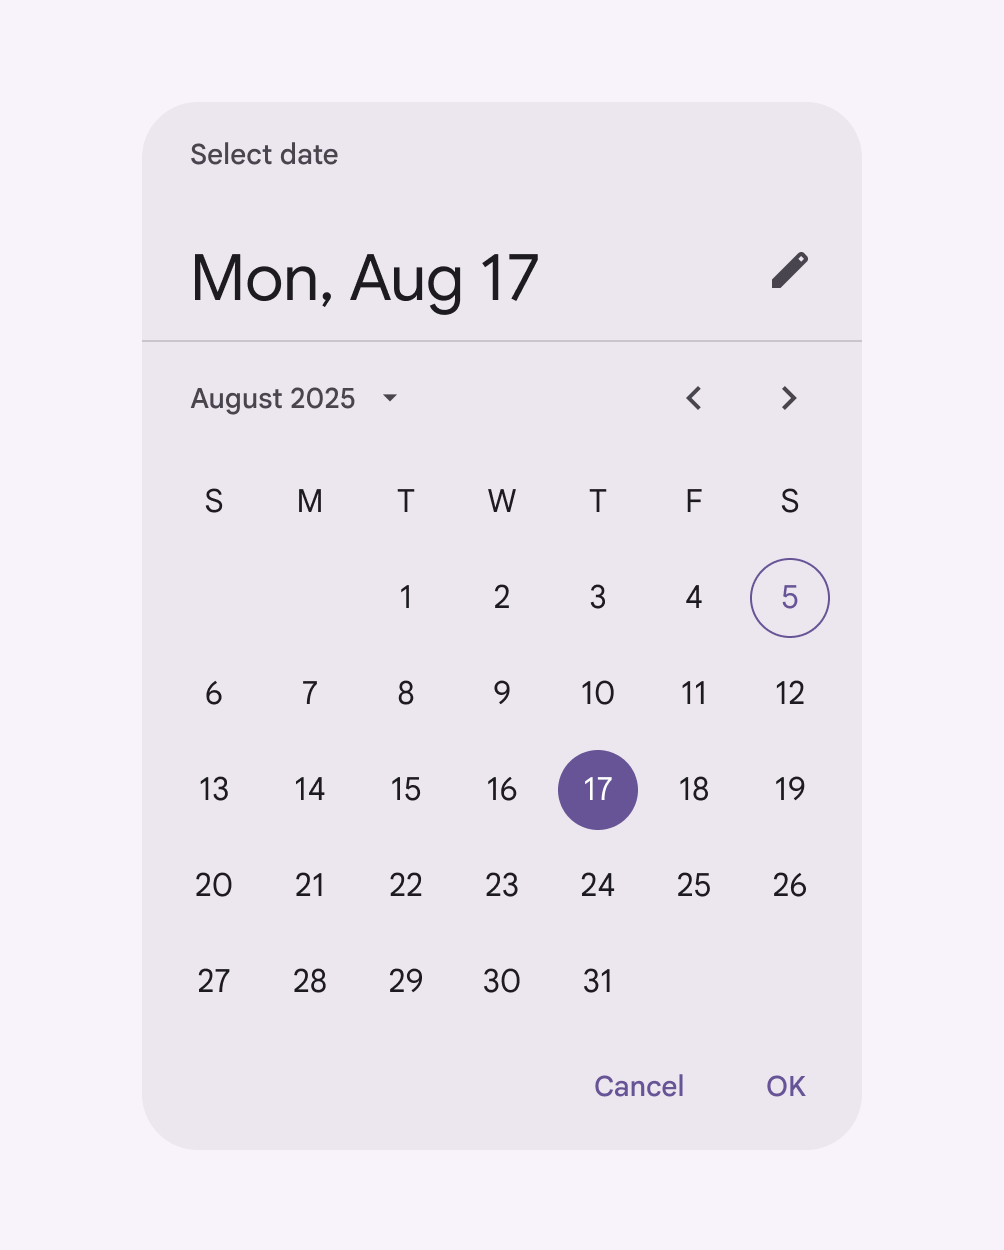 Select date
Mon, Aug 17
August 2025
S M T W T F S
1 2 3 4 5
6 7 8 9 10 11 12
13 14 15 16 17 18 19
20 21 22 23 24 25 26
27 28 29 30 31
Cancel OK